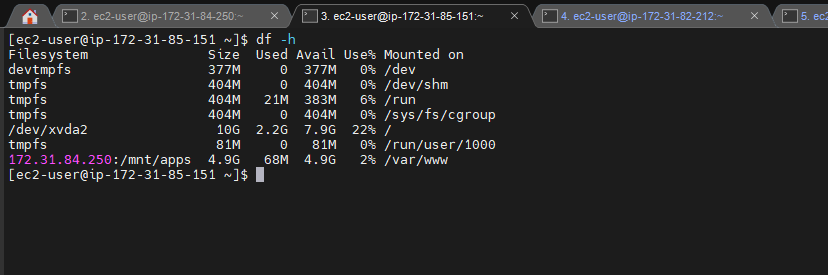 2. ec2-user@ip-172-31-84-250:~
3. ec2-user@ip-172-31-85-151:~
4. ec2-user@ip-172-31-82-212:~
5. ec2
[ec2-user@ip-172-31-85-151 ~]$ df -h
Filesystem Size Used Avail Use% Mounted on
devtmpfs 377M 0 377M 0% /dev
tmpfs 404M 0 404M 0% /dev/shm
tmpfs 404M 21M 383M 6% /run
tmpfs 404M 0 404M 0% /sys/fs/cgroup
/dev/xvda2 10G 2.2G 7.9G 22% /
tmpfs 81M 0 81M 0% /run/user/1000
172.31.84.250:/mnt/apps 4.9G 68M 4.9G 2% /var/www
[ec2-user@ip-172-31-85-151 ~]$